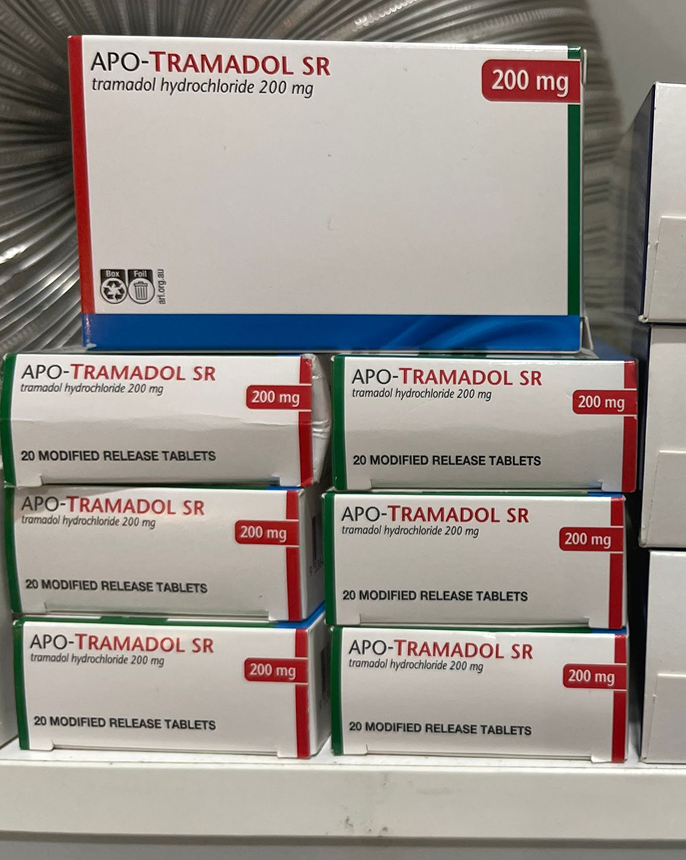 APO-TRAMADOL SR
tramadol hydrochloride 200 mg
200 mg
Box
Foil
arl.org.au
APO-TRAMADOL SR
tramadol hydrochloride 200 mg
200 mg
20 MODIFIED RELEASE TABLETS
APO-TRAMADOL SR
tramadol hydrochloride 200 mg
200 mg
20 MODIFIED RELEASE TABLETS
APO-TRAMADOL SR
tramadol hydrochloride 200 mg
200 mg
20 MODIFIED RELEASE TABLETS
APO-TRAMADOL SR
tramadol hydrochloride 200 mg
200 mg
20 MODIFIED RELEASE TABLETS
APO-TRAMADOL SR
tramadol hydrochloride 200 mg
200 mg
20 MODIFIED RELEASE TABLETS
APO-TRAMADOL SR
tramadol hydrochloride 200 mg
200 mg
20 MODIFIED RELEASE TABLETS